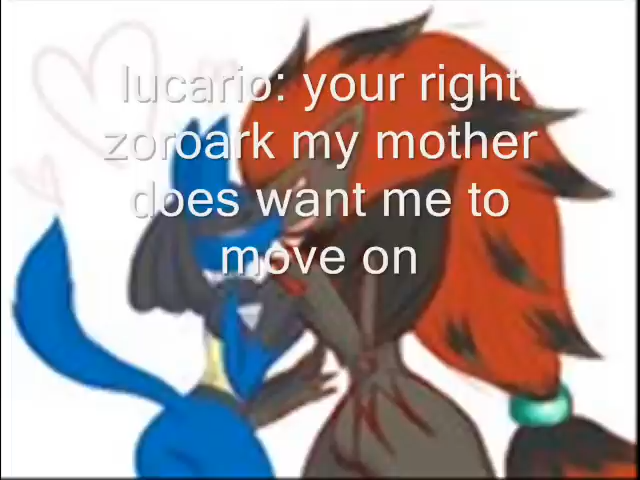 lucario: your right
zoroark my mother
does want me to
move on